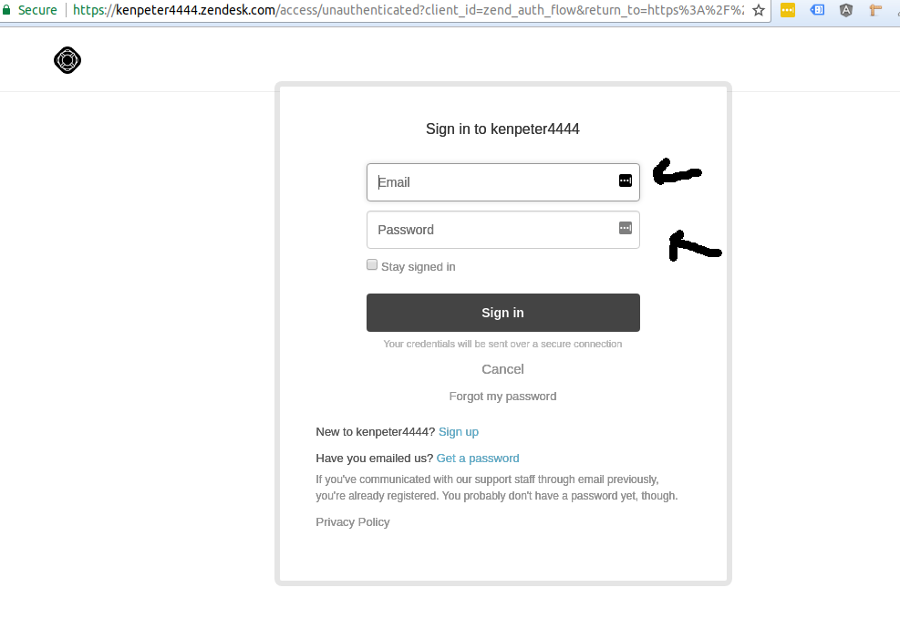 Secure https://kenpeter4444.zendesk.com/access/unauthenticated?client_id=zend_auth_flow&return_to=https%3A%2F%2
Sign in to kenpeter4444
Email
Password
Stay signed in
Sign in
Your credentials will be sent over a secure connection
Cancel
Forgot my password
New to kenpeter4444? Sign up
Have you emailed us? Get a password
If you've communicated with our support staff through email previously,
you're already registered. You probably don't have a password yet, though.
Privacy Policy